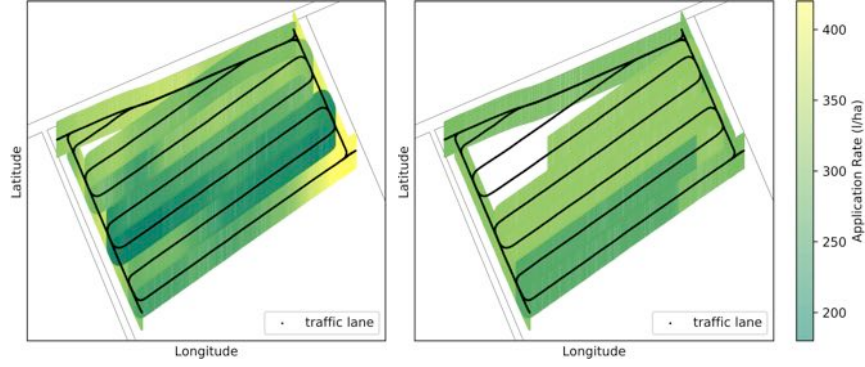 Latitude
traffic lane
Longitude
Latitude
traffic lane
Longitude
400
350
300
250
200
Application Rate (l/ha)